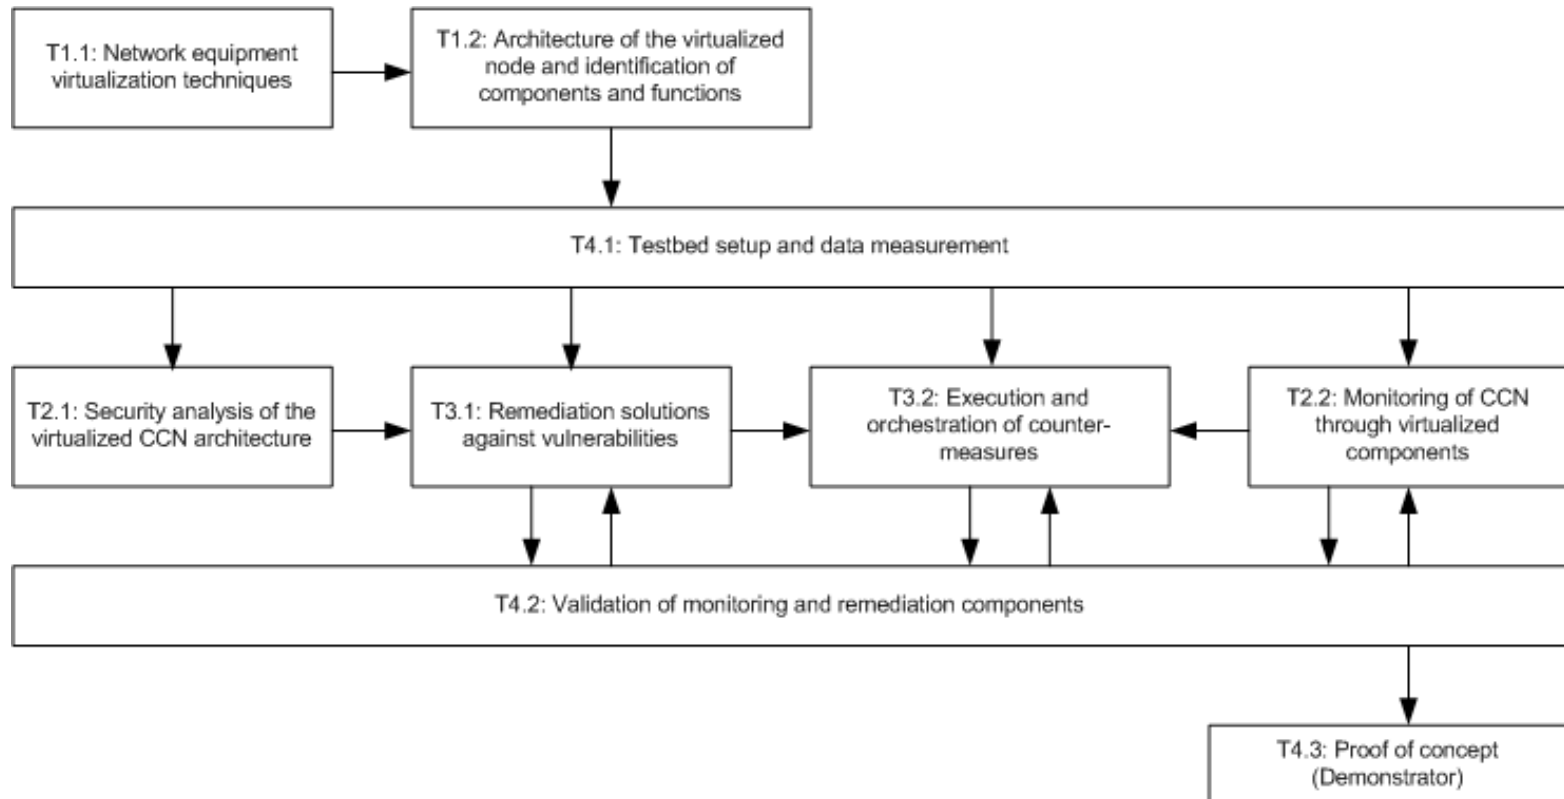 T1.1: Network equipment
virtualization techniques
T1.2: Architecture of the virtualized
node and identification of
components and functions
T4.1: Testbed setup and data measurement
T2.1: Security analysis of the
virtualized CCN architecture
T3.1: Remediation solutions
against vulnerabilities
T3.2: Execution and
orchestration of counter-
measures
T2.2: Monitoring of CCN
through virtualized
components
T4.2: Validation of monitoring and remediation components
T4.3: Proof of concept
(Demonstrator)